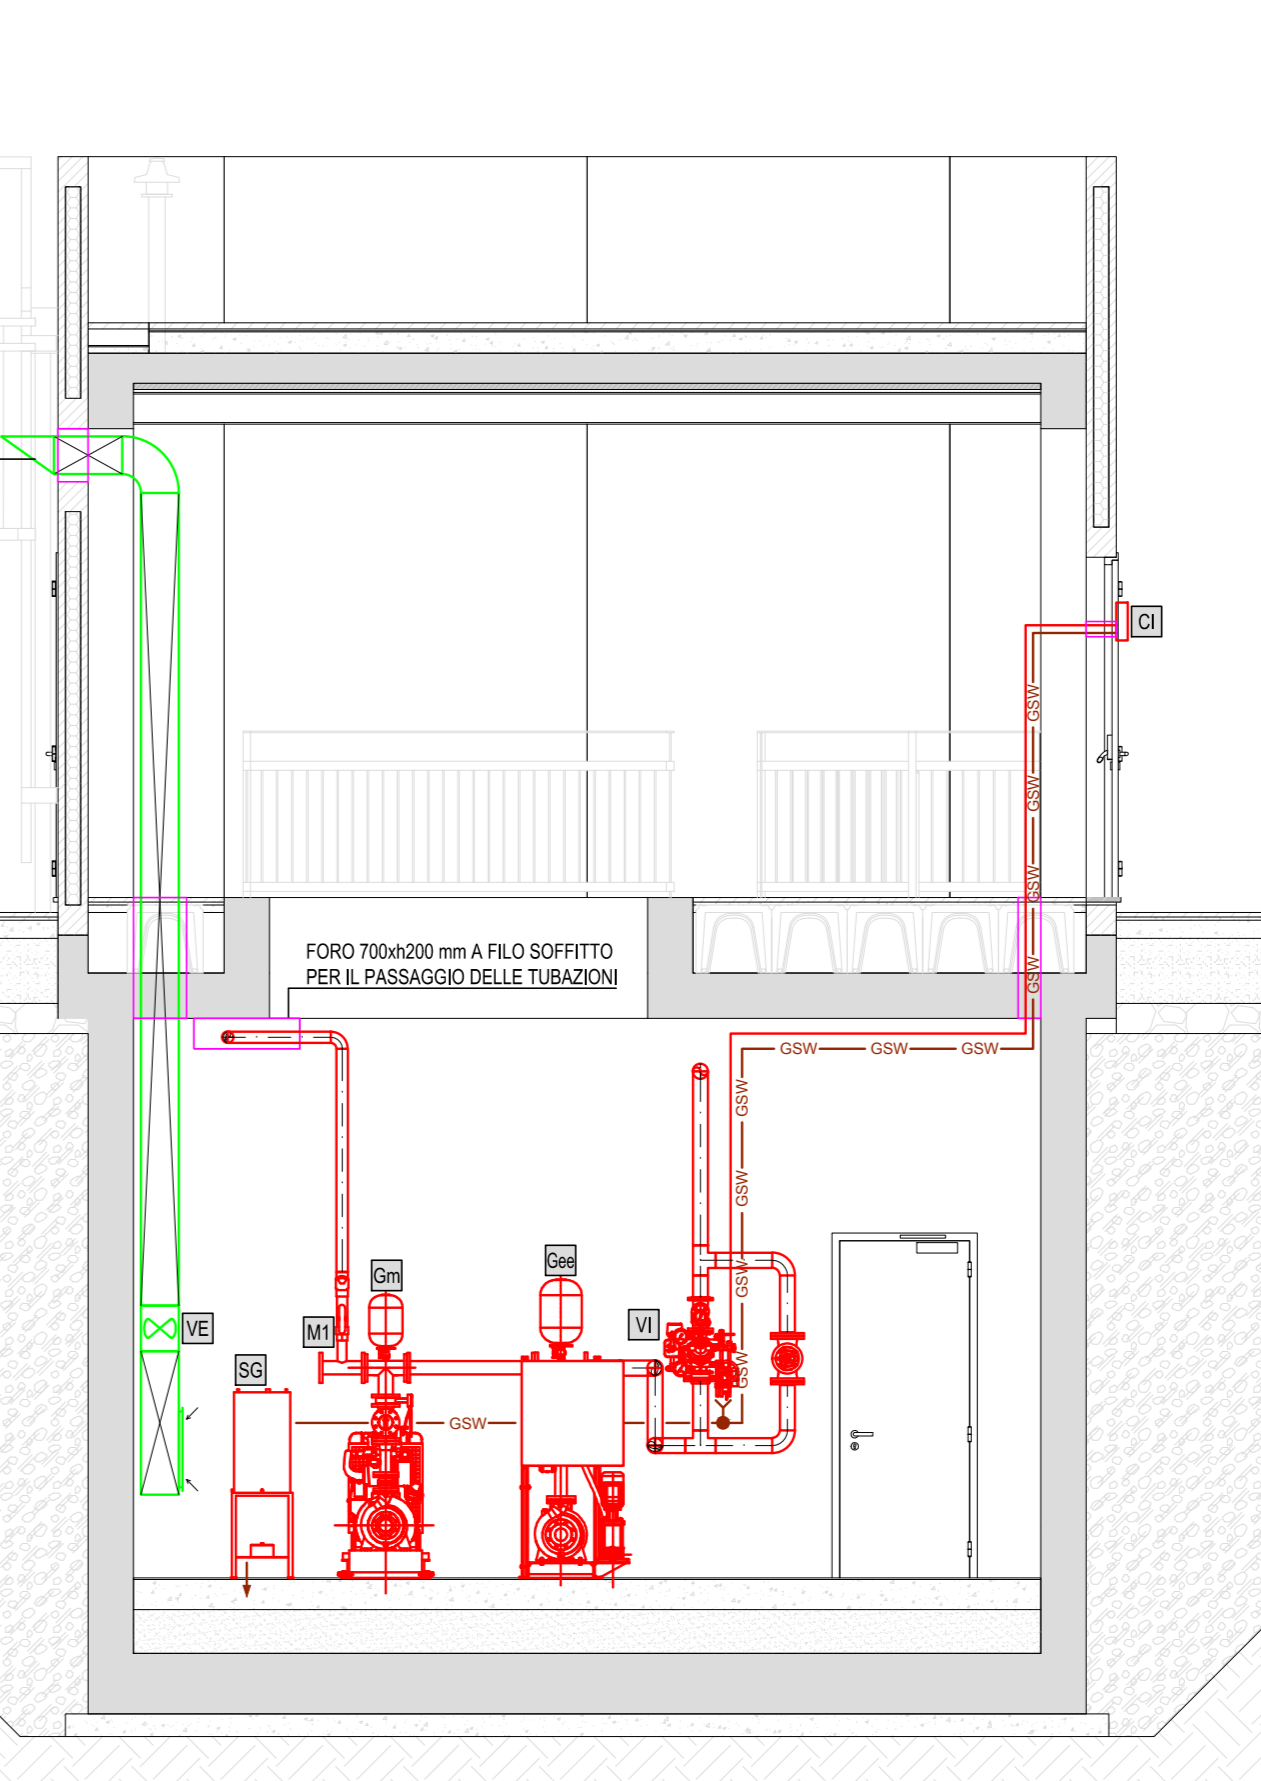 CI
GSW
GSW
GSW
FORO 700xh200 mm A FILO SOFFITTO
PER IL PASSAGGIO DELLE TUBAZIONI
GSW
GSW GSW GSW
GSW
GSW
Gee
Gm
GSW
VE
M1
VI
SG
GSW
GSW